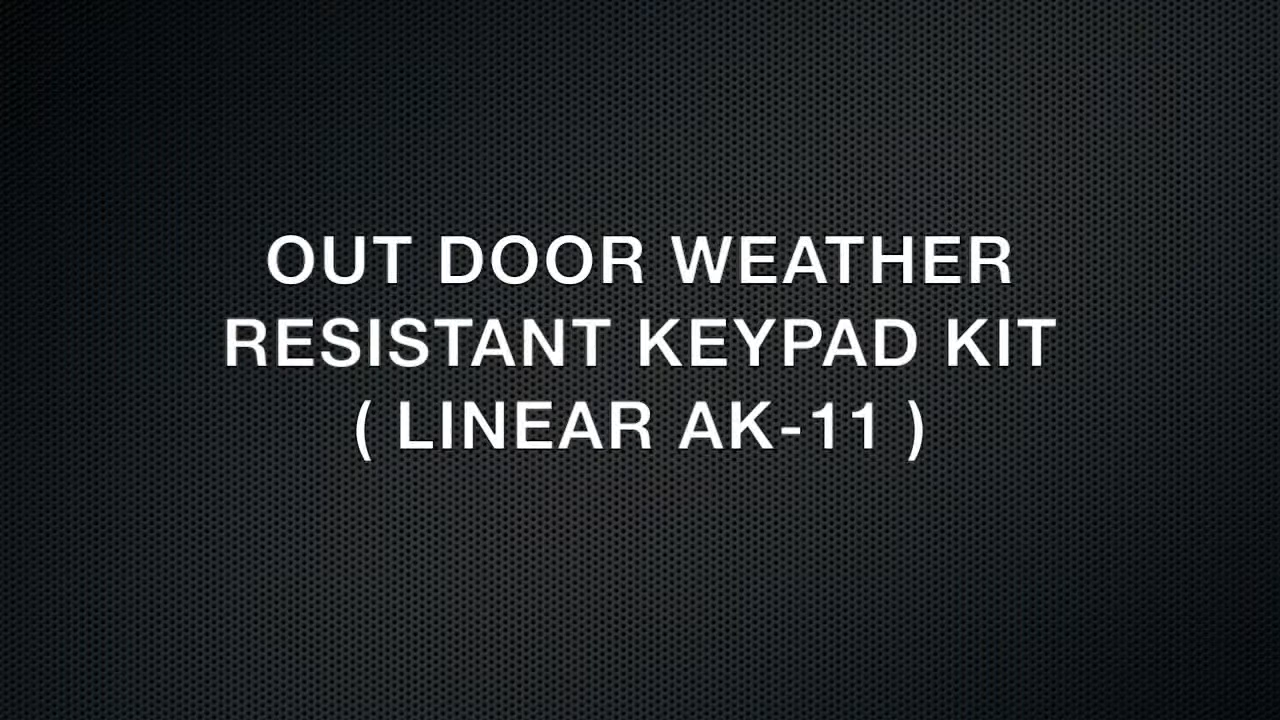 OUT DOOR WEATHER
RESISTANT KEYPAD KIT
( LINEAR AK-11 )